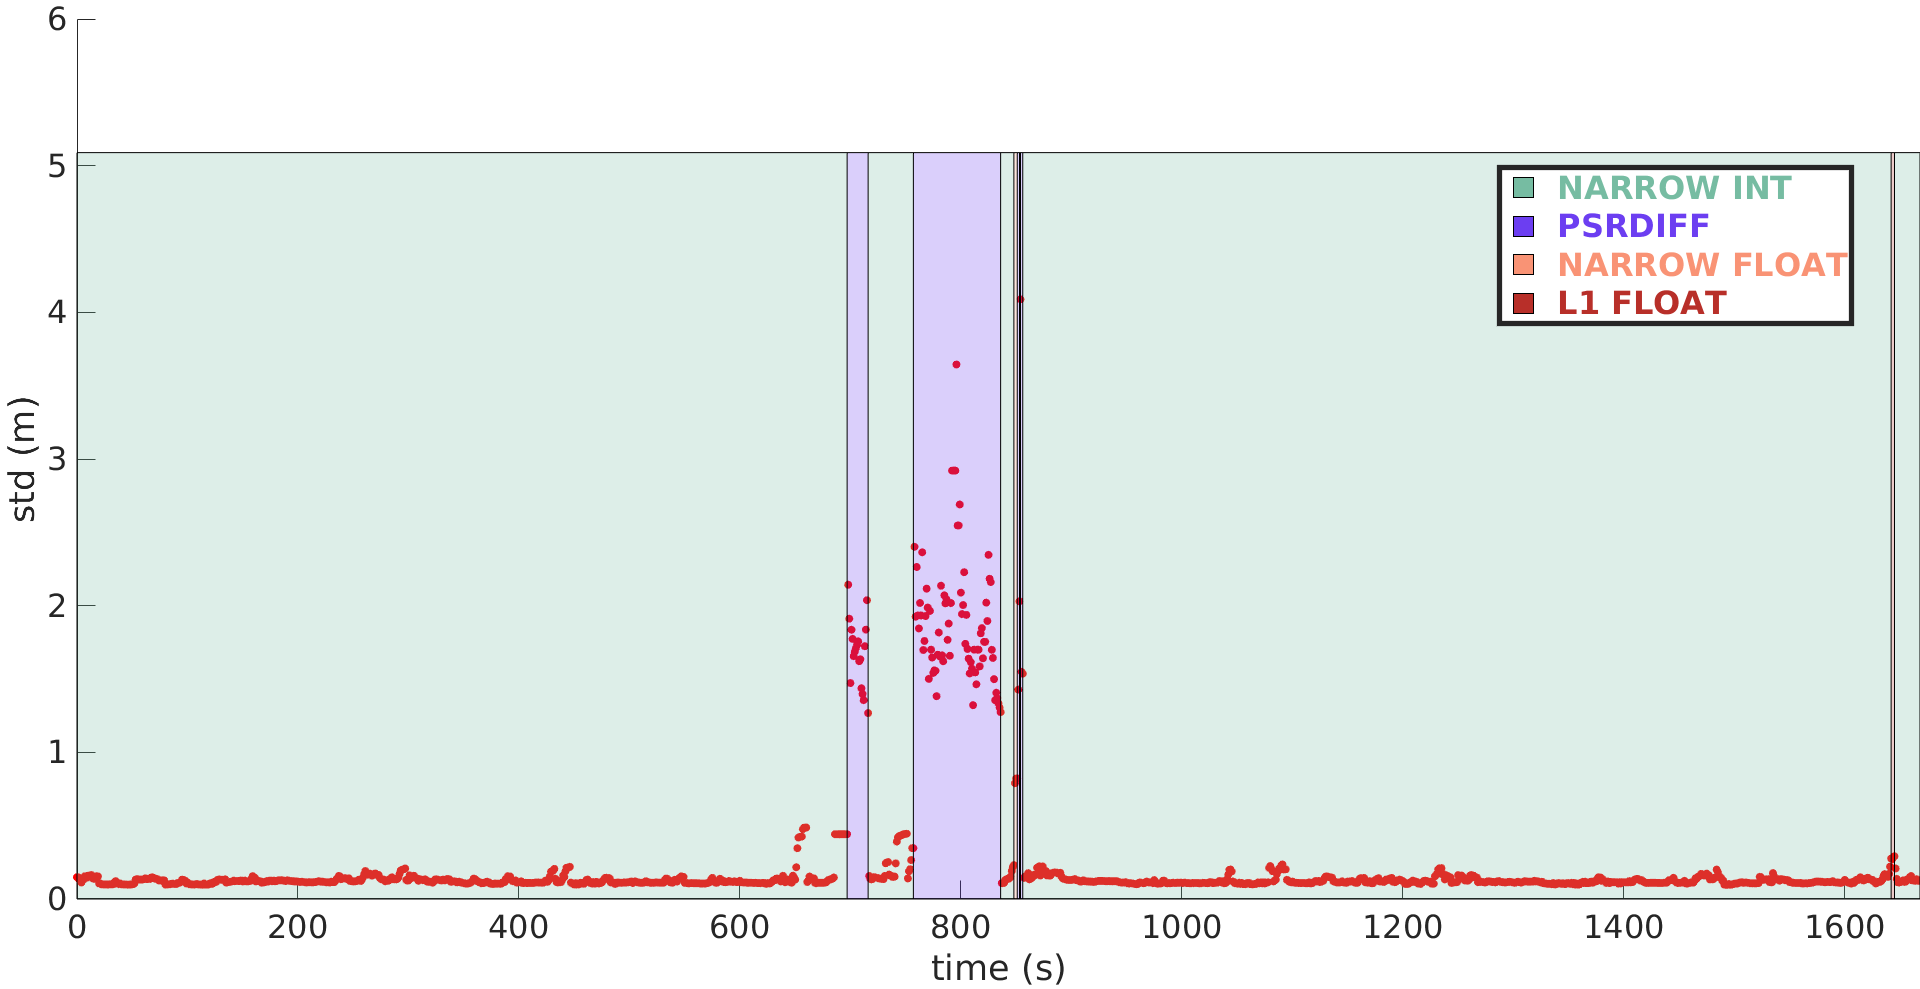 6
5
4
3
2
1
0
std (m)
NARROW INT
PSRDIFF
NARROW FLOAT
L1 FLOAT
0 200 400 600 800 1000 1200 1400 1600
time (s)